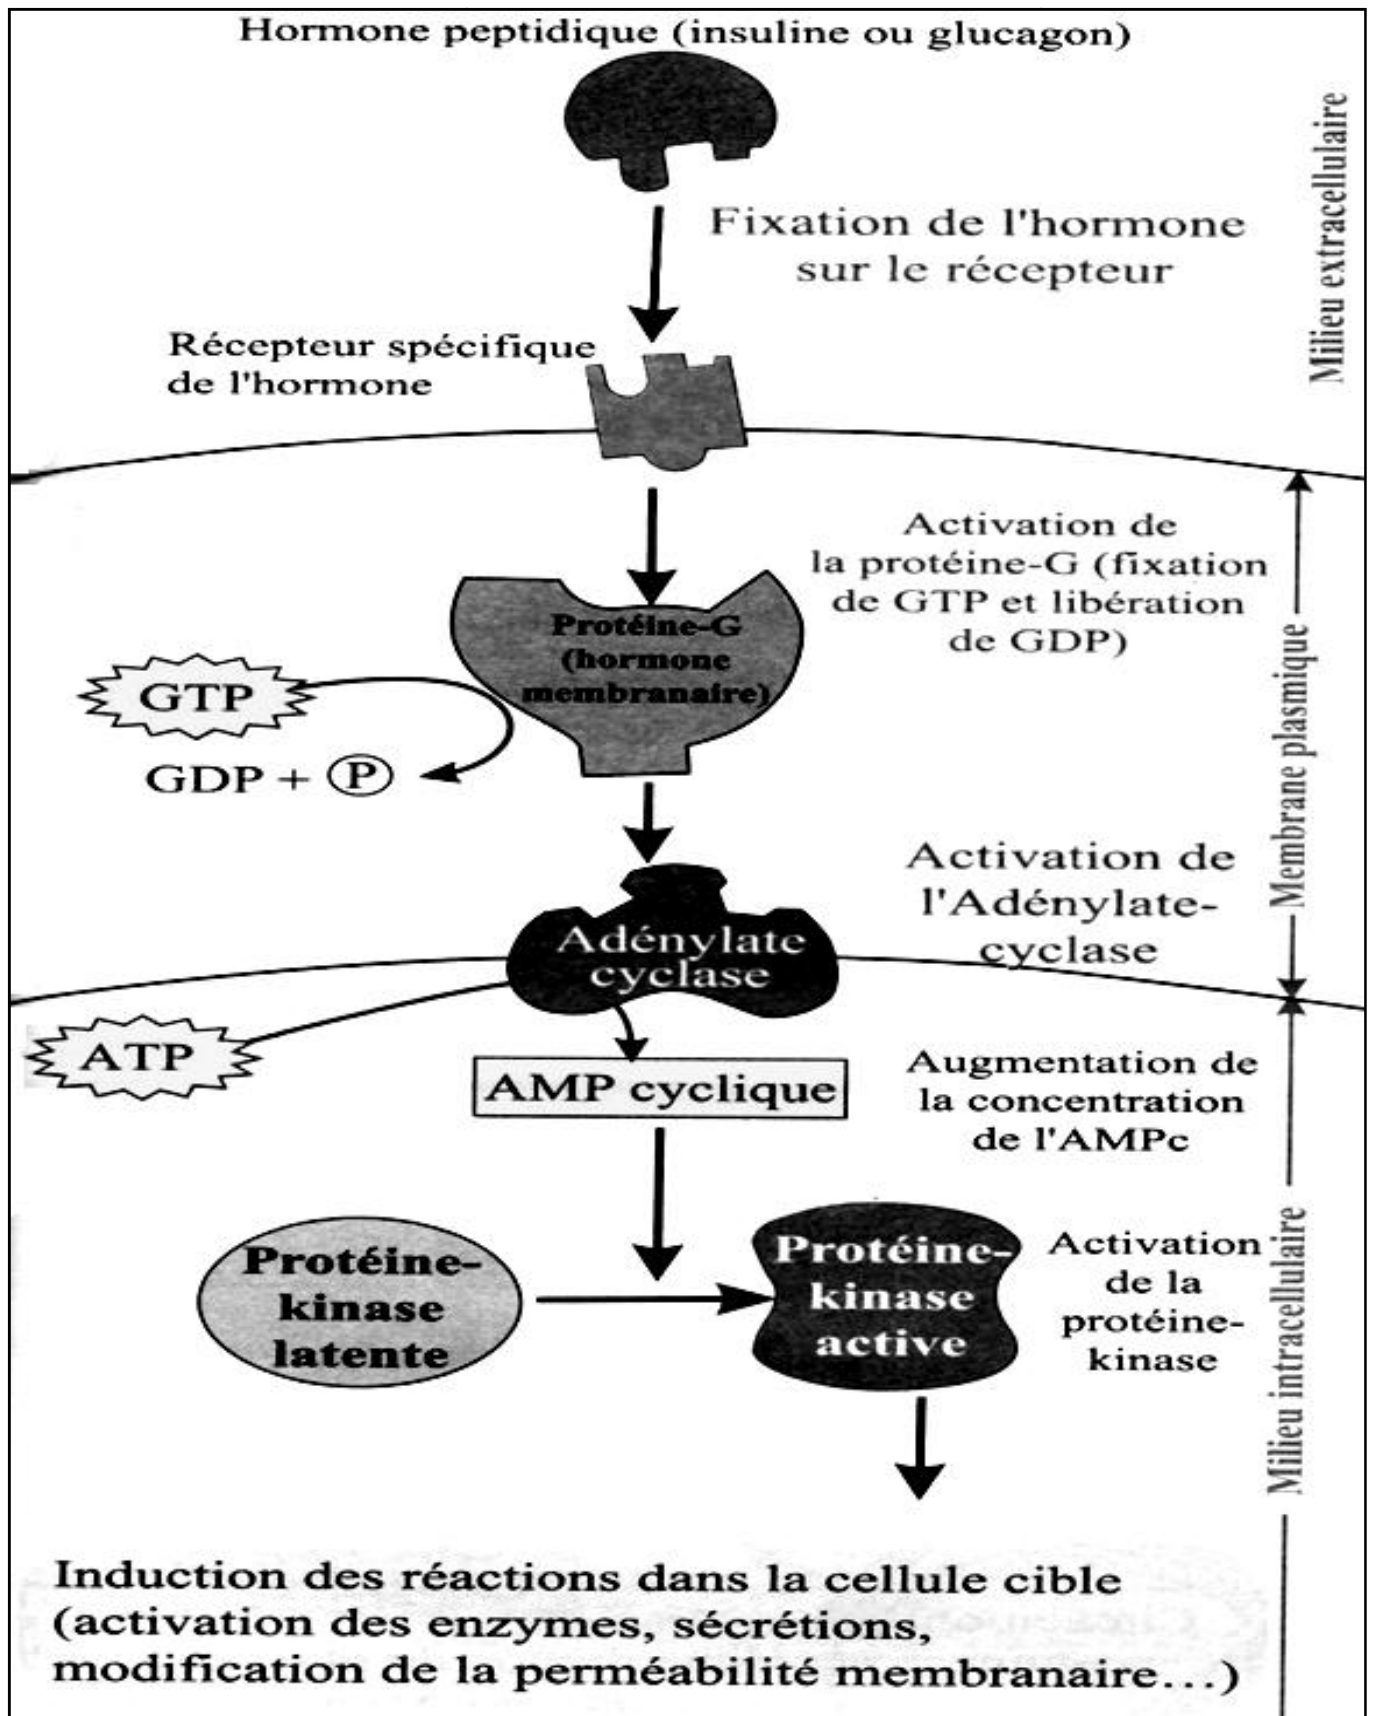 Hormone peptidique (insuline ou glucagon)
Milieu extracellulaire
Fixation de l'hormone
sur le récepteur
Récepteur spécifique
de l'hormone
Activation de
la protéine-G (fixation
de GTP et libération
de GDP)
Protéine-G
(hormone
membranaire)
GTP
GDP + P
Membrane plasmique
Activation de
l'Adénylate-
cyclase
Adénylate
cyclase
ATP
AMP cyclique
Augmentation de
la concentration
de l'AMPc
Protéine-
kinase
latente
Protéine-
kinase
active
Activation
de la
protéine-
kinase
Milieu intracellulaire
Induction des réactions dans la cellule cible
(activation des enzymes, sécrétions,
modification de la perméabilité membranaire...)